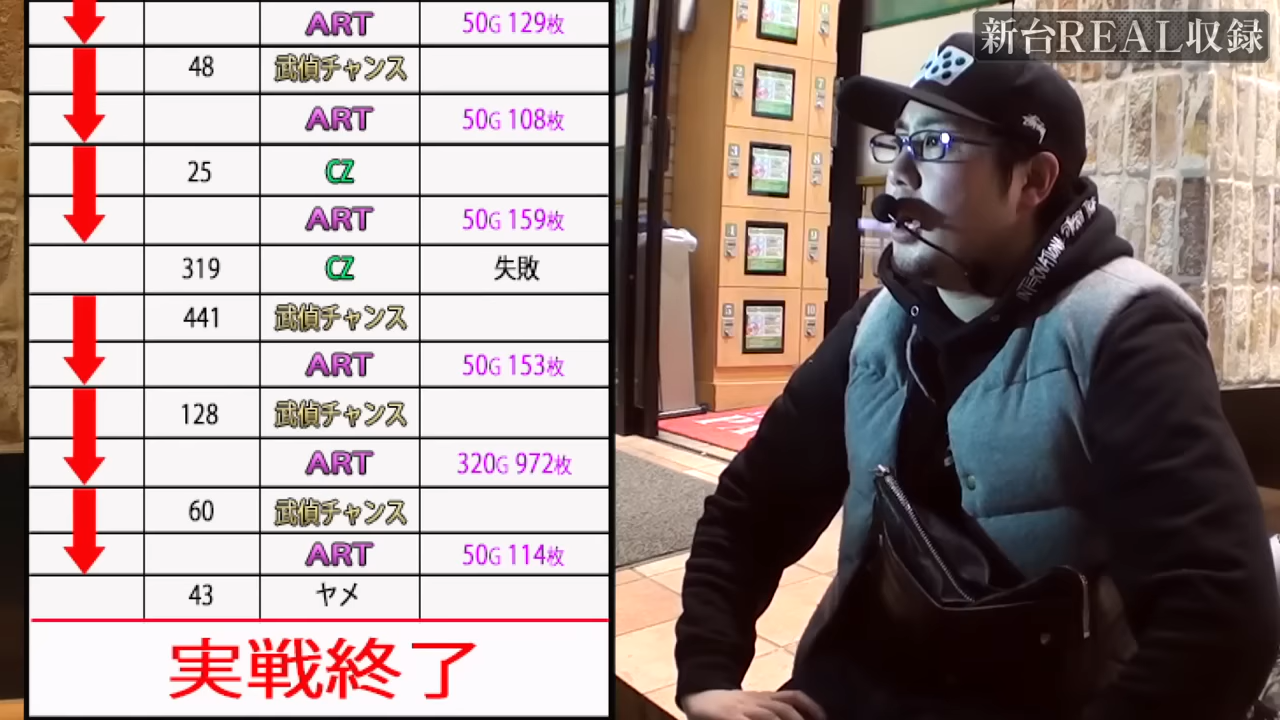 新台REAL収録
ART 50G 129枚
48 武偵チャンス
ART 50G 108枚
25 CZ
ART 50G 159枚
319 CZ 失敗
441 武偵チャンス
ART 50G 153枚
128 武偵チャンス
ART 320G 972枚
60 武偵チャンス
ART 50G 114枚
43 ヤメ
実戦終了